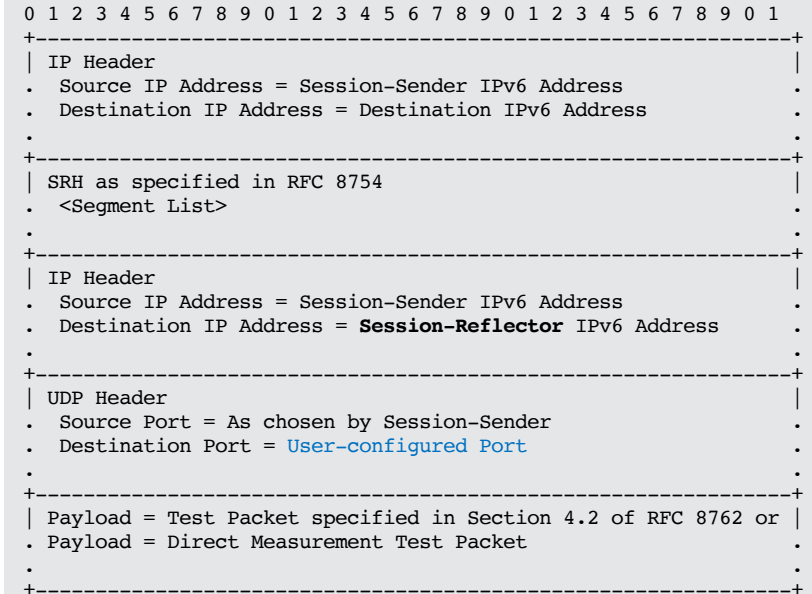 0 1 2 3 4 5 6 7 8 9 0 1 2 3 4 5 6 7 8 9 0 1 2 3 4 5 6 7 8 9 0 1
+---------------------------------------------------------------+
| IP Header                                                     |
.  Source IP Address = Session-Sender IPv6 Address              .
.  Destination IP Address = Destination IPv6 Address            .
.                                                               .
+---------------------------------------------------------------+
| SRH as specified in RFC 8754                                  |
.  <Segment List>                                               .
.                                                               .
+---------------------------------------------------------------+
| IP Header                                                     |
.  Source IP Address = Session-Sender IPv6 Address              .
.  Destination IP Address = Session-Reflector IPv6 Address      .
.                                                               .
+---------------------------------------------------------------+
| UDP Header                                                    |
.  Source Port = As chosen by Session-Sender                    .
.  Destination Port = User-configured Port                      .
.                                                               .
+---------------------------------------------------------------+
| Payload = Test Packet specified in Section 4.2 of RFC 8762 or |
. Payload = Direct Measurement Test Packet                      .
.                                                               .
+---------------------------------------------------------------+